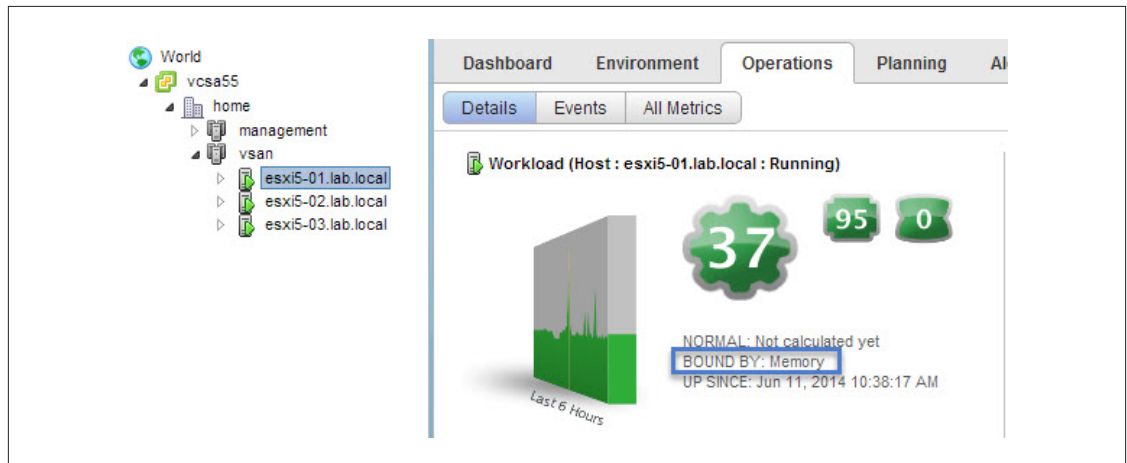 World
vcsa55
home
management
vsan
esxi5-01.lab.local
esxi5-02.lab.local
esxi5-03.lab.local
Dashboard Environment Operations Planning
Details Events All Metrics
Workload (Host : esxi5-01.lab.local : Running)
37 95 0
NORMAL: Not calculated yet
BOUND BY: Memory
UP SINCE: Jun 11, 2014 10:38:17 AM
Last 6 Hours